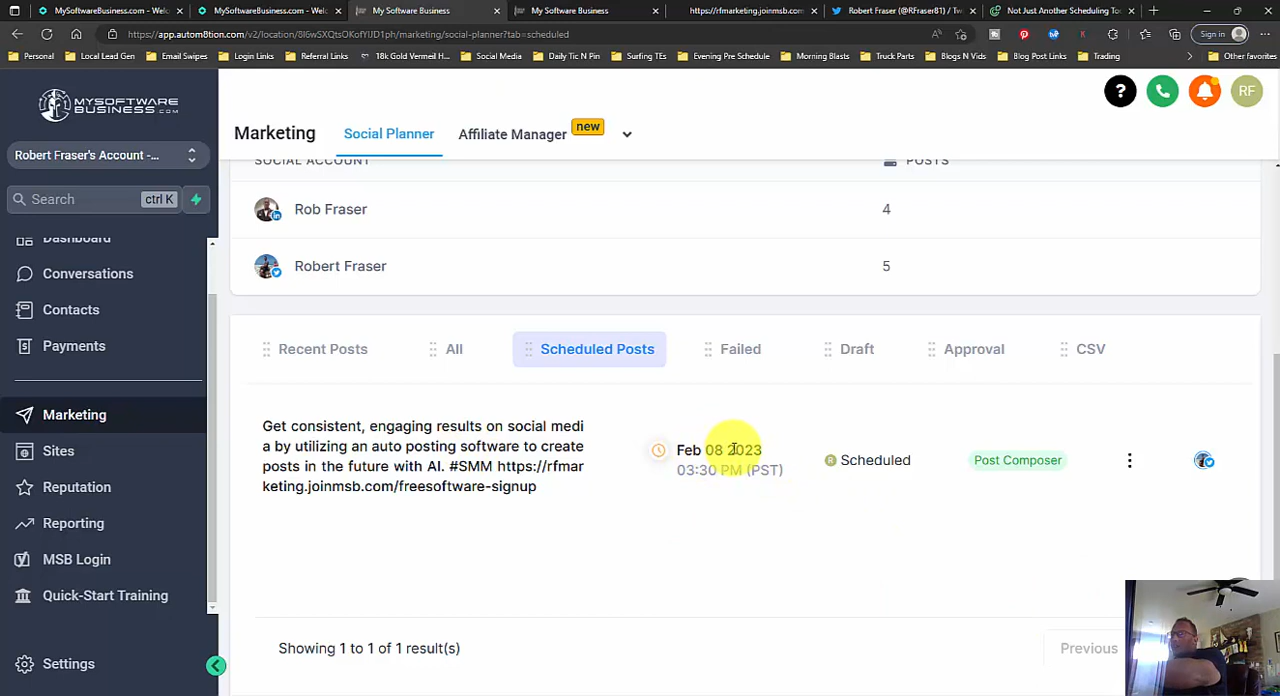 MySoftwareBusiness.com - Welc
MySoftwareBusiness.com - Welc
My Software Business
My Software Business
https://rfmarketing.joinmsb.com/f
Robert Fraser (@RFraser81) / Tw
Not Just Another Scheduling To
https://app.autom8tion.com/v2/location/8I6wSXQtsOKofYIJD1ph/marketing/social-planner?tab=scheduled
Sign in
Personal
Local Lead Gen
Email Swipes
Login Links
Referral Links
18k Gold Vermeil H...
Social Media
Daily Tic N Pin
Surfing TEs
Evening Pre Schedule
Morning Blasts
Truck Parts
Blogs N Vids
Blog Post Links
Trading
Other favorites
MYSOFTWARE
BUSINESS.COM
Robert Fraser's Account -...
Search
ctrl K
Dashboard
Conversations
Contacts
Payments
Marketing
Sites
Reputation
Reporting
MSB Login
Quick-Start Training
Settings
RF
Marketing
Social Planner
Affiliate Manager
new
SOCIAL ACCOUNT
POSTS
Rob Fraser
4
Robert Fraser
5
Recent Posts
All
Scheduled Posts
Failed
Draft
Approval
CSV
Get consistent, engaging results on social medi
a by utilizing an auto posting software to create
posts in the future with AI. #SMM https://rfmar
keting.joinmsb.com/freesoftware-signup
Feb 08 2023
03:30 PM (PST)
R Scheduled
Post Composer
Showing 1 to 1 of 1 result(s)
Previous